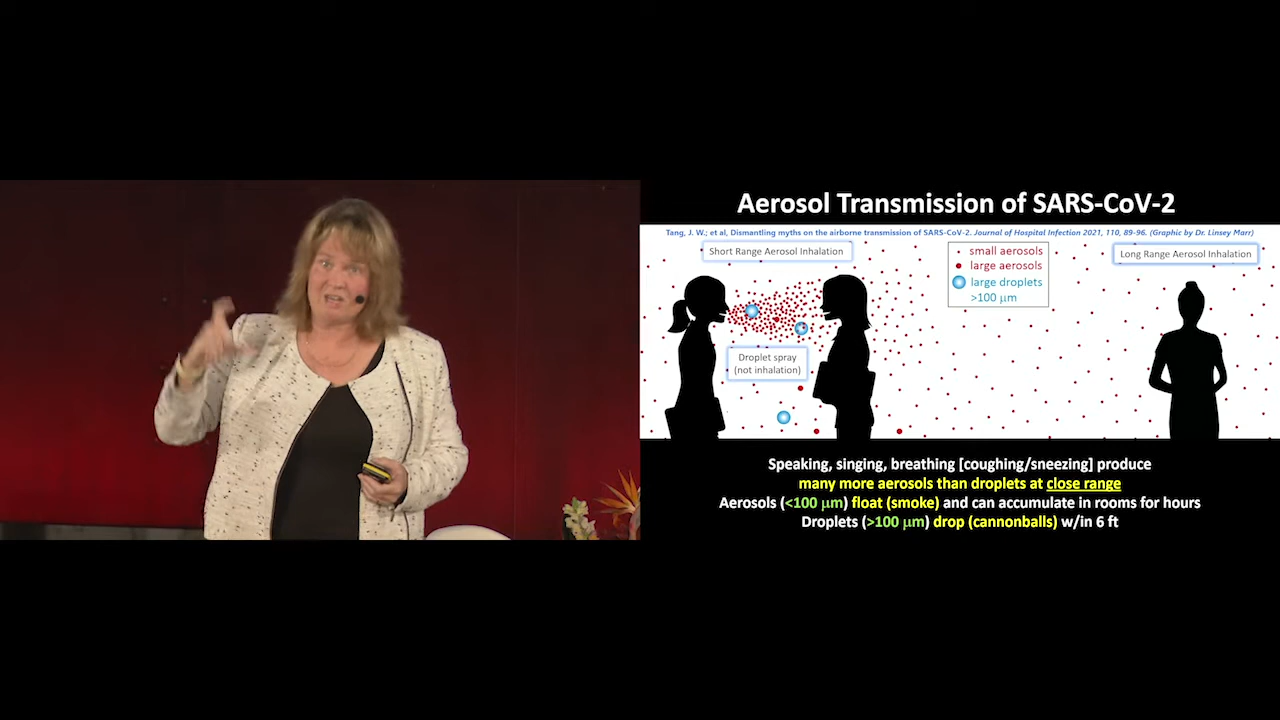 Aerosol Transmission of SARS-CoV-2
Tang, J. W.; et al, Dismantling myths on the airborne transmission of SARS-CoV-2. Journal of Hospital Infection 2021, 110, 89-96. (Graphic by Dr. Linsey Marr)
Short Range Aerosol Inhalation
small aerosols
large aerosols
large droplets
>100 µm
Long Range Aerosol Inhalation
Droplet spray
(not inhalation)
Speaking, singing, breathing [coughing/sneezing] produce
many more aerosols than droplets at close range
Aerosols (<100 µm) float (smoke) and can accumulate in rooms for hours
Droplets (>100 µm) drop (cannonballs) w/in 6 ft